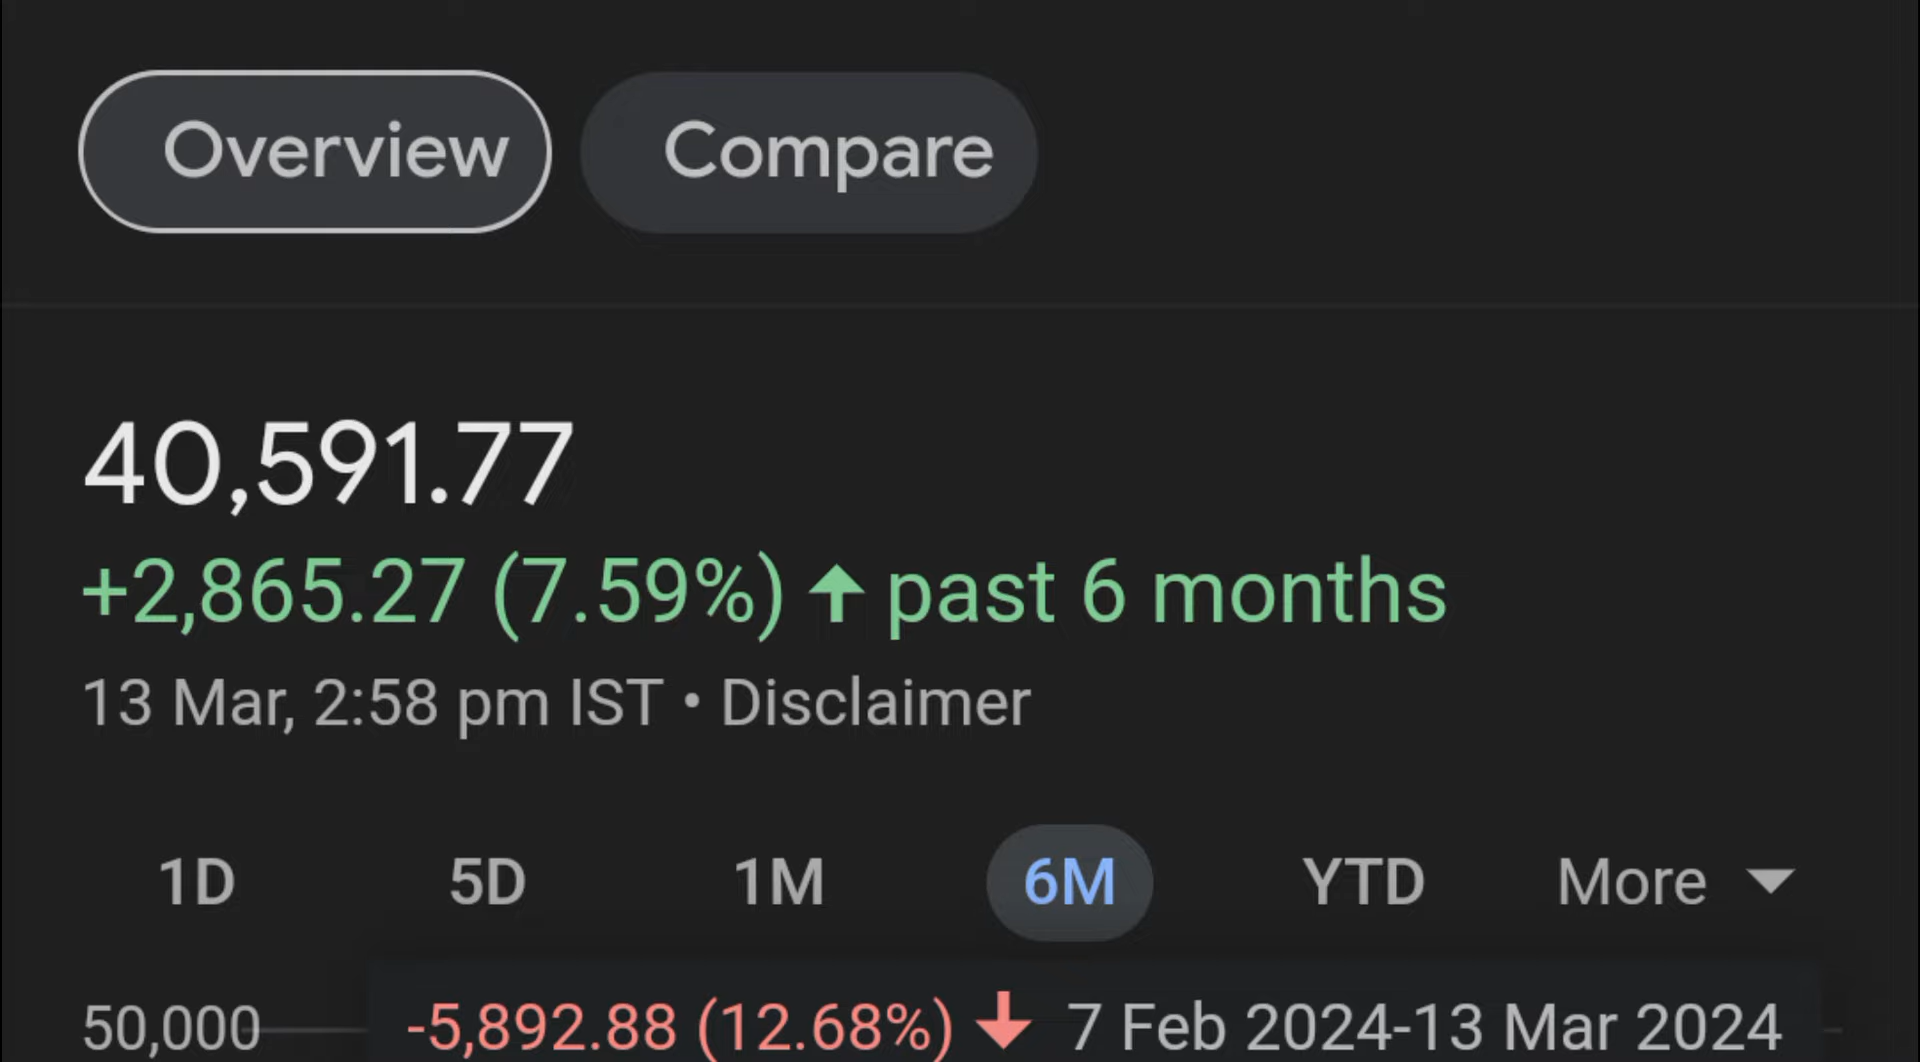 Overview Compare
40,591.77
+2,865.27 (7.59%) ↑ past 6 months
13 Mar, 2:58 pm IST • Disclaimer
1D 5D 1M 6M YTD More
50,000 -5,892.88 (12.68%) ↓ 7 Feb 2024-13 Mar 2024